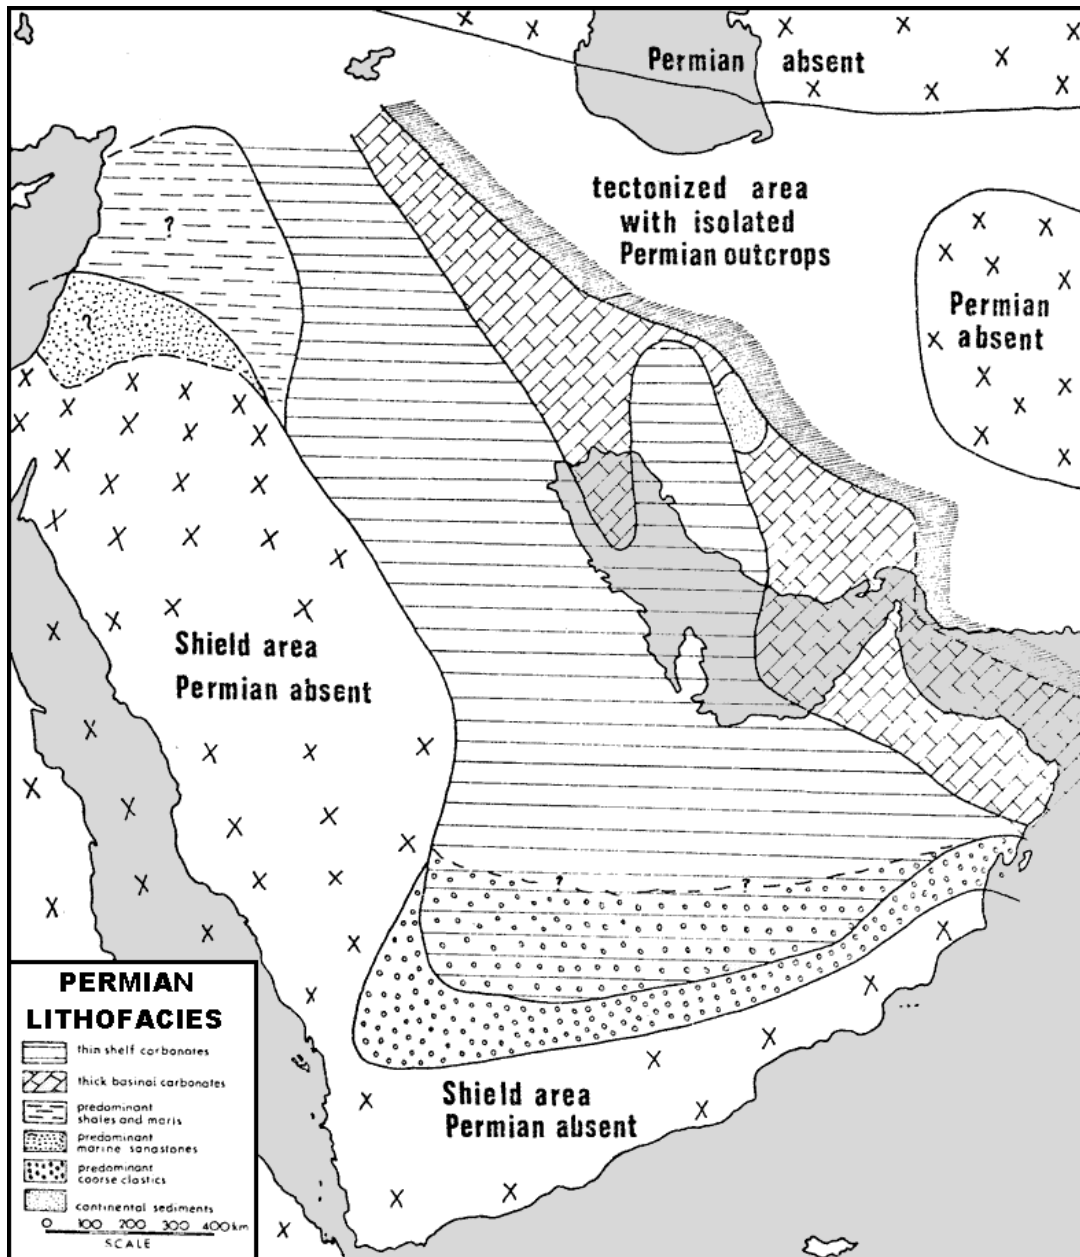 Permian absent
tectonized area
with isolated
Permian outcrops
?
Permian
absent
?
Shield area
Permian absent
? ?
Shield area
Permian absent
PERMIAN
LITHOFACIES
thin shelf carbonates
thick basinal carbonates
predominant
shales and marls
predominant
marine sandstones
predominant
coarse clastics
continental sediments
0 100 200 300 400 km
SCALE